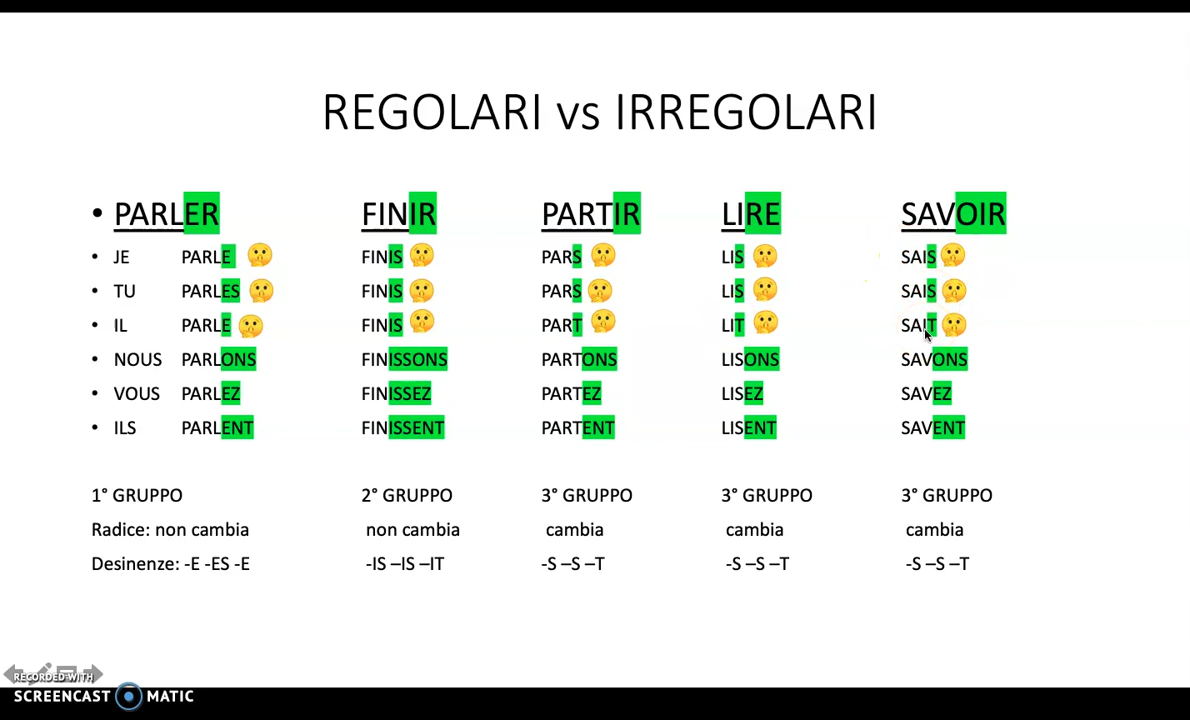 REGOLARI vs IRREGOLARI
• PARLER FINIR PARTIR LIRE SAVOIR
• JE PARLE FINIS PARS LIS SAIS
• TU PARLES FINIS PARS LIS SAIS
• IL PARLE FINIS PART LIT SAIT
• NOUS PARLONS FINISSONS PARTONS LISONS SAVONS
• VOUS PARLEZ FINISSEZ PARTEZ LISEZ SAVEZ
• ILS PARLENT FINISSENT PARTENT LISENT SAVENT
1° GRUPPO 2° GRUPPO 3° GRUPPO 3° GRUPPO 3° GRUPPO
Radice: non cambia non cambia cambia cambia cambia
Desinenze: -E -ES -E -IS –IS –IT -S –S –T -S –S –T -S –S –T
RECORDED WITH
SCREENCAST MATIC